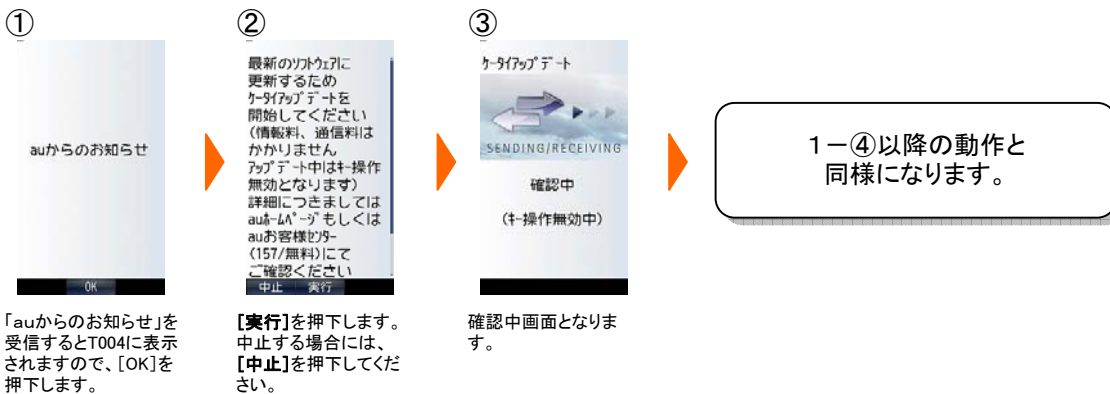 ①
auからのお知らせ
OK
「auからのお知らせ」を
受信するとT004に表示
されますので、[OK]を
押下します。
②
最新のｿﾌﾄｳｪｱに
更新するため
ｹｰﾀｲｱｯﾌﾟﾃﾞｰﾄを
開始してください
(情報料、通信料は
かかりません
ｱｯﾌﾟﾃﾞｰﾄ中はｷｰ操作
無効となります)
詳細につきましては
auﾎｰﾑﾍﾟｰｼﾞもしくは
auお客様ｾﾝﾀｰ
(157/無料)にて
ご確認ください
中止 実行
[実行]を押下します。
中止する場合には、
[中止]を押下してくだ
さい。
③
ｹｰﾀｲｱｯﾌﾟﾃﾞｰﾄ
SENDING/RECEIVING
確認中
(ｷｰ操作無効中)
確認中画面となりま
す。
1－④以降の動作と
同様になります。